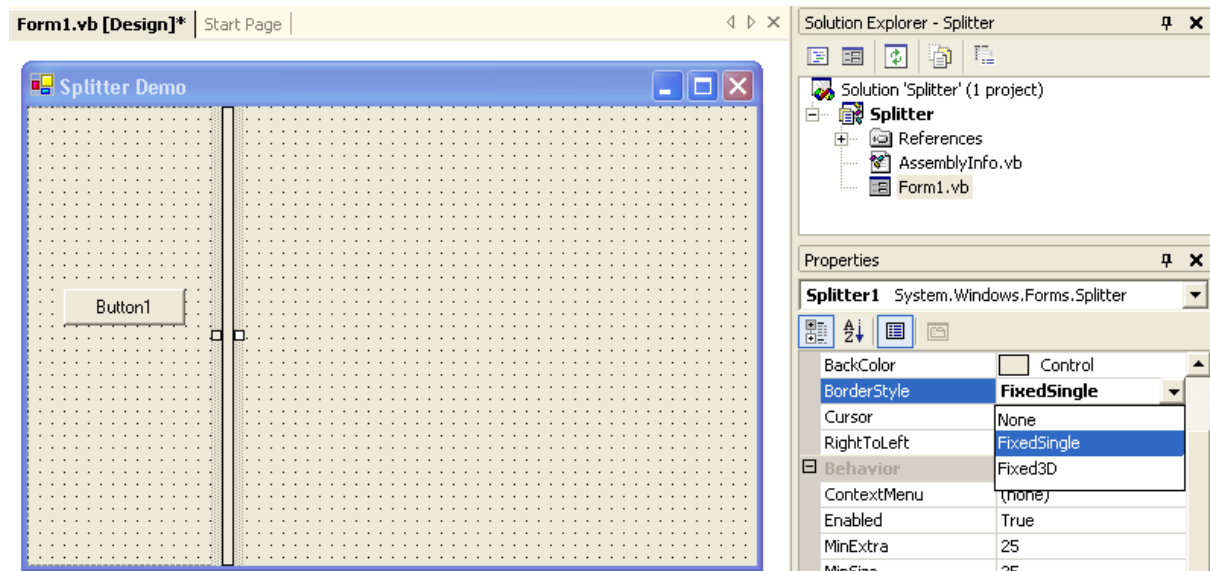 Form1.vb [Design]*
Start Page
Splitter Demo
Button1
Solution Explorer - Splitter
Solution 'Splitter' (1 project)
Splitter
References
AssemblyInfo.vb
Form1.vb
Properties
Splitter1 System.Windows.Forms.Splitter
BackColor Control
BorderStyle FixedSingle
Cursor None
RightToLeft FixedSingle
Behavior Fixed3D
ContextMenu (none)
Enabled True
MinExtra 25
MinSize 25